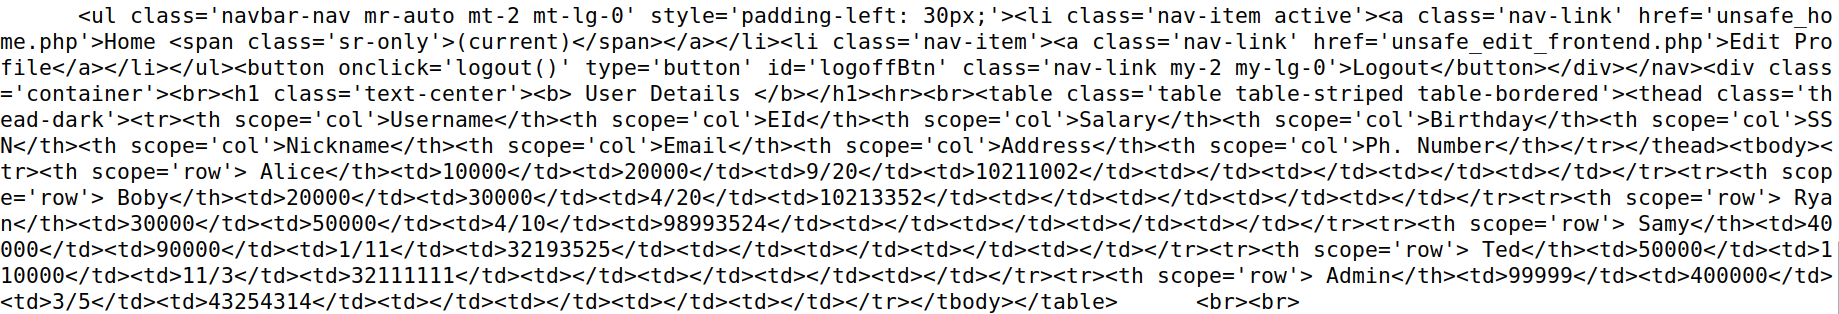 <ul class='navbar-nav mr-auto mt-2 mt-lg-0' style='padding-left: 30px;'><li class='nav-item active'><a class='nav-link' href='unsafe_ho
me.php'>Home <span class='sr-only'>(current)</span></a></li><li class='nav-item'><a class='nav-link' href='unsafe_edit_frontend.php'>Edit Pro
file</a></li></ul><button onclick='logout()' type='button' id='logoffBtn' class='nav-link my-2 my-lg-0'>Logout</button></div></nav><div class
='container'><br><h1 class='text-center'><b> User Details </b></h1><hr><br><table class='table table-striped table-bordered'><thead class='th
ead-dark'><tr><th scope='col'>Username</th><th scope='col'>EId</th><th scope='col'>Salary</th><th scope='col'>Birthday</th><th scope='col'>SS
N</th><th scope='col'>Nickname</th><th scope='col'>Email</th><th scope='col'>Address</th><th scope='col'>Ph. Number</th></tr></thead><tbody><
tr><th scope='row'> Alice</th><td>10000</td><td>20000</td><td>9/20</td><td>10211002</td><td></td><td></td><td></td><td></td></tr><tr><th scop
e='row'> Boby</th><td>20000</td><td>30000</td><td>4/20</td><td>10213352</td><td></td><td></td><td></td><td></td></tr><tr><th scope='row'> Rya
n</th><td>30000</td><td>50000</td><td>4/10</td><td>98993524</td><td></td><td></td><td></td><td></td></tr><tr><th scope='row'> Samy</th><td>40
000</td><td>90000</td><td>1/11</td><td>32193525</td><td></td><td></td><td></td><td></td></tr><tr><th scope='row'> Ted</th><td>50000</td><td>1
10000</td><td>11/3</td><td>32111111</td><td></td><td></td><td></td><td></td></tr><tr><th scope='row'> Admin</th><td>99999</td><td>400000</td>
<td>3/5</td><td>43254314</td><td></td><td></td><td></td><td></td></tr></tbody></table>      <br><br>